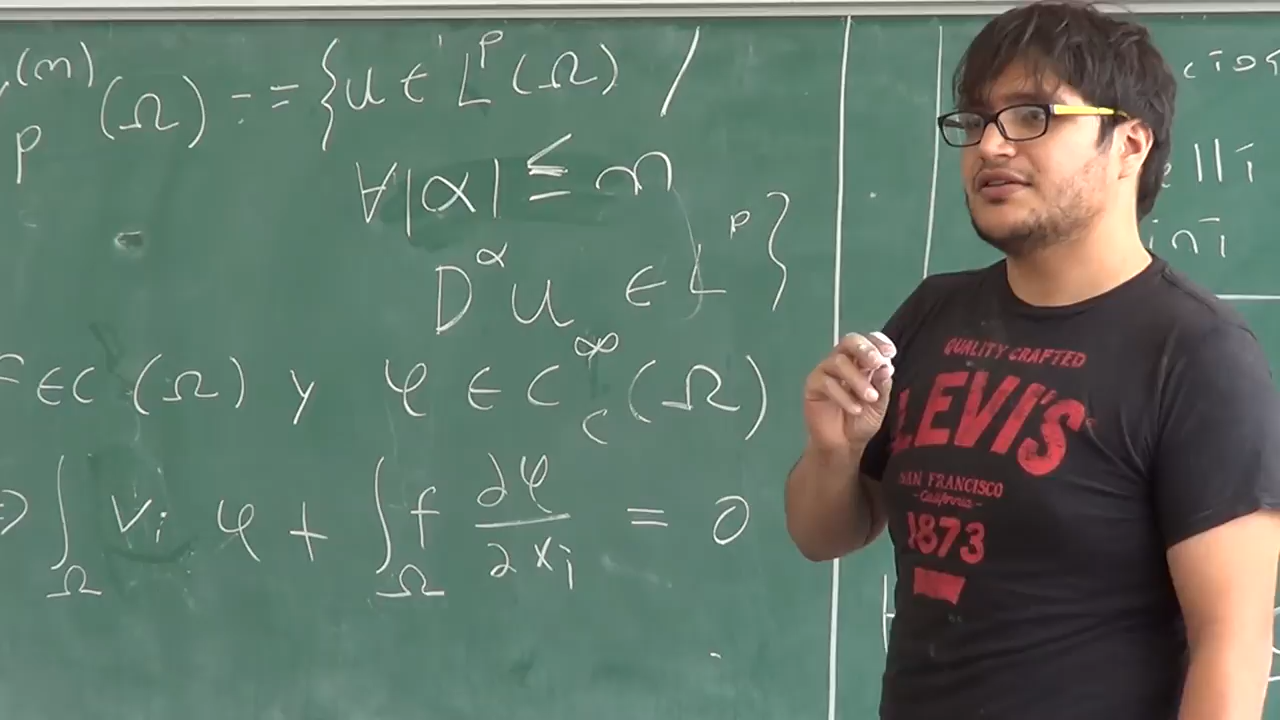 (m)
p (Ω) := {u ∈ L^p (Ω) /
∀|α| ≤ m
D^α u ∈ L^p }
∈ C (Ω) y φ ∈ C_c^∞ (Ω)
∫_Ω V_i φ + ∫_Ω f ∂φ/∂x_i = 0
QUALITY CRAFTED
LEVI'S
SAN FRANCISCO
-California-
1873